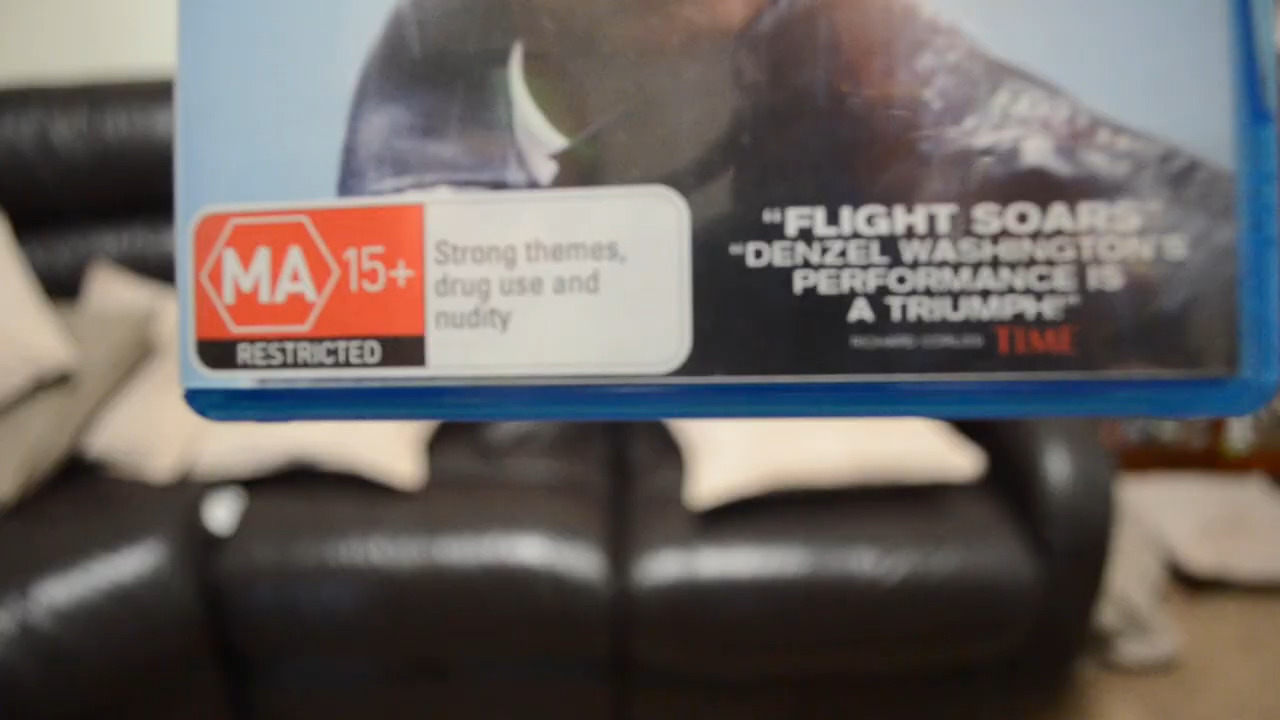 MA 15+
RESTRICTED
Strong themes,
drug use and
nudity
"FLIGHT SOARS"
"DENZEL WASHINGTON'S
PERFORMANCE IS
A TRIUMPH!"
TIME